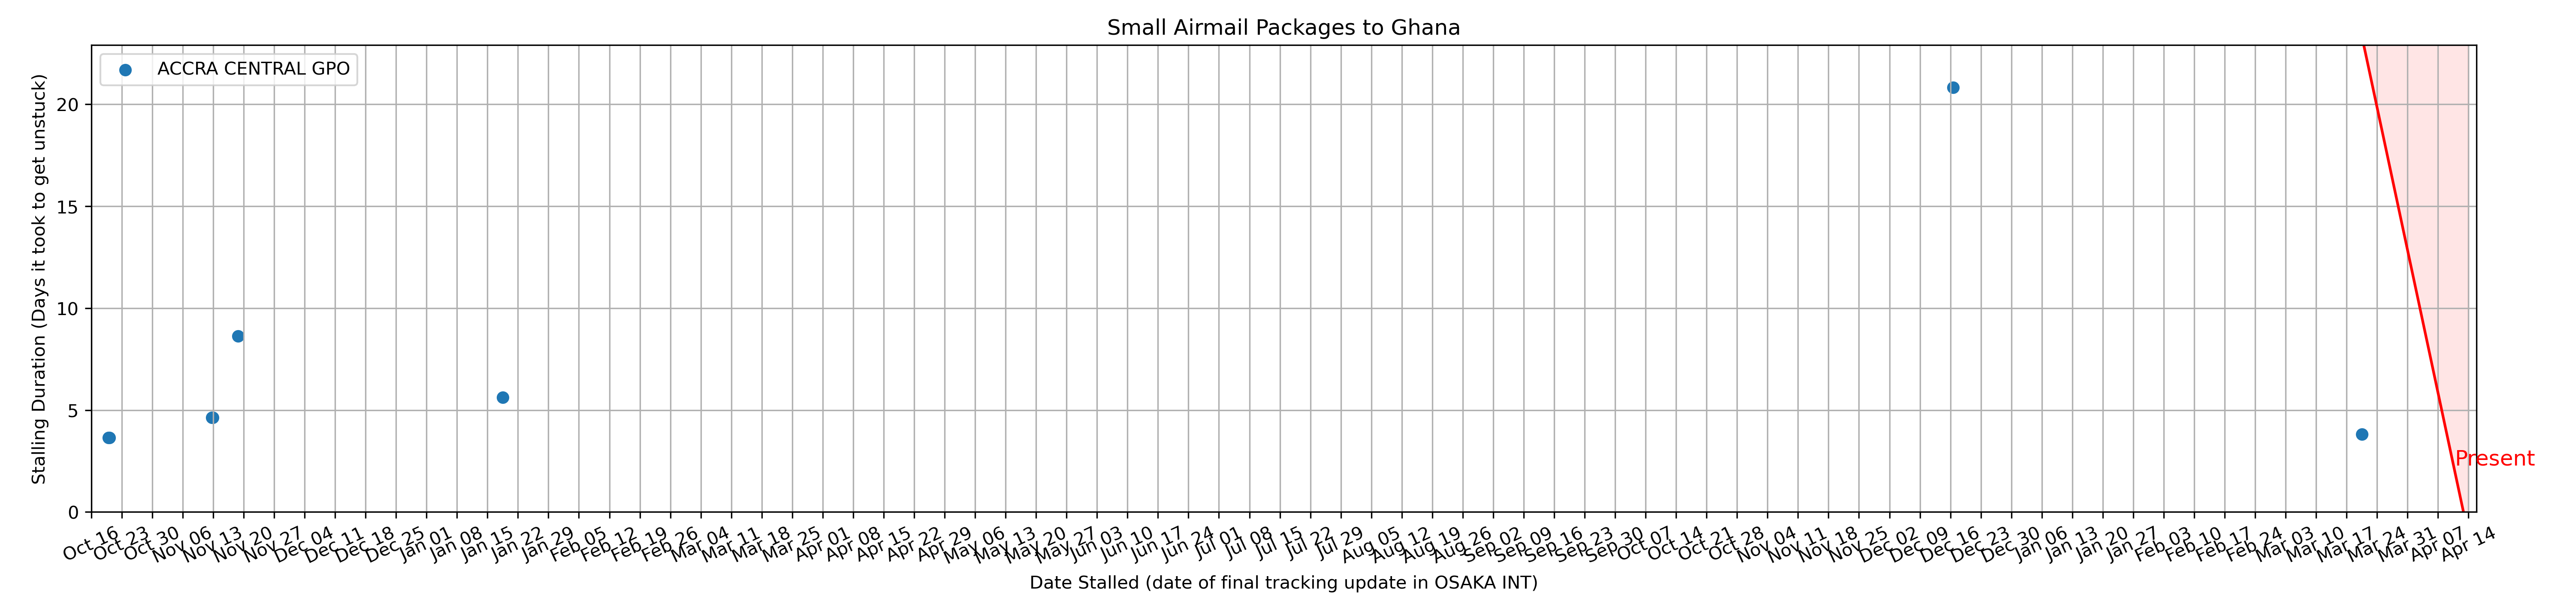 Small Airmail Packages to Ghana
ACCRA CENTRAL GPO
Stalling Duration (Days it took to get unstuck)
20
15
10
5
0
Present
Oct 16 Oct 23 Oct 30 Nov 06 Nov 13 Nov 20 Nov 27 Dec 04 Dec 11 Dec 18 Dec 25 Jan 01 Jan 08 Jan 15 Jan 22 Jan 29 Feb 05 Feb 12 Feb 19 Feb 26 Mar 04 Mar 11 Mar 18 Mar 25 Apr 01 Apr 08 Apr 15 Apr 22 Apr 29 May 06 May 13 May 20 May 27 Jun 03 Jun 10 Jun 17 Jun 24 Jul 01 Jul 08 Jul 15 Jul 22 Jul 29 Aug 05 Aug 12 Aug 19 Aug 26 Sep 02 Sep 09 Sep 16 Sep 23 Sep 30 Oct 07 Oct 14 Oct 21 Oct 28 Nov 04 Nov 11 Nov 18 Nov 25 Dec 02 Dec 09 Dec 16 Dec 23 Dec 30 Jan 06 Jan 13 Jan 20 Jan 27 Feb 03 Feb 10 Feb 17 Feb 24 Mar 03 Mar 10 Mar 17 Mar 24 Mar 31 Apr 07 Apr 14
Date Stalled (date of final tracking update in OSAKA INT)